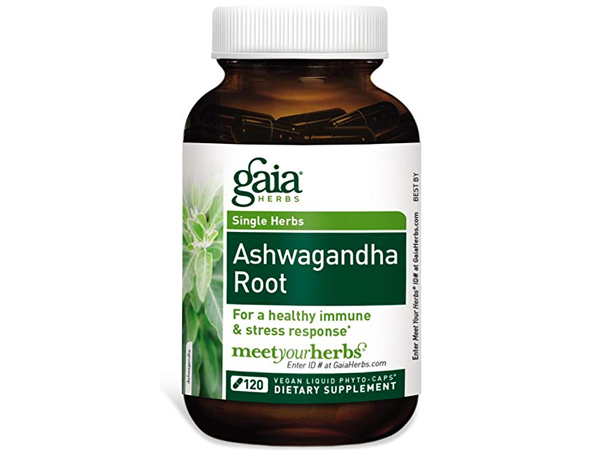 gaia®
HERBS
Single Herbs
Ashwagandha
Root
For a healthy immune
& stress response*
meetyourherbs
Enter ID # at GaiaHerbs.com
120 VEGAN LIQUID PHYTO-CAPS®
DIETARY SUPPLEMENT
Ashwagandha
Enter Meet Your Herbs® ID# at GaiaHerbs.com
BEST BY